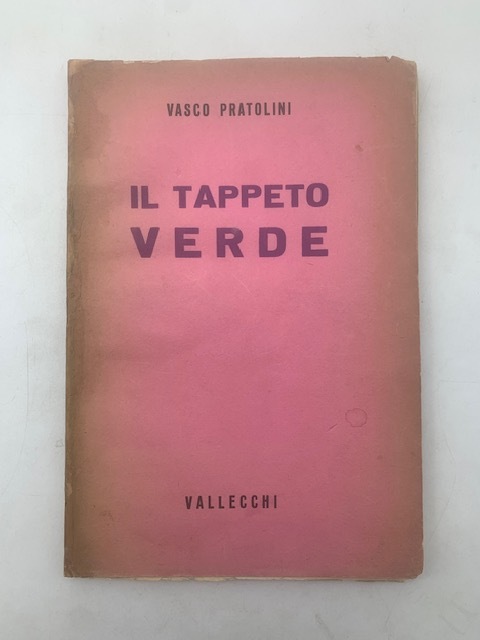 VASCO PRATOLINI
IL TAPPETO
VERDE
VALLECCHI